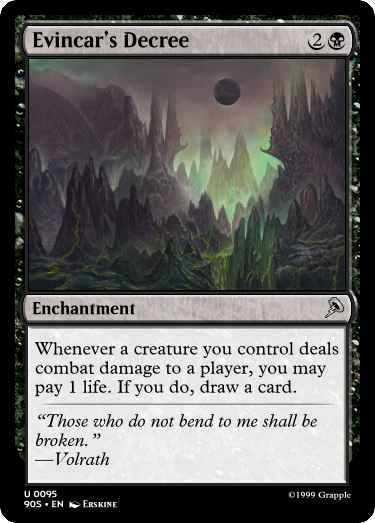 Evincar's Decree 2
Enchantment
Whenever a creature you control deals
combat damage to a player, you may
pay 1 life. If you do, draw a card.
“Those who do not bend to me shall be
broken.”
—Volrath
U 0095
90S • EN Erskine
©1999 Grapple